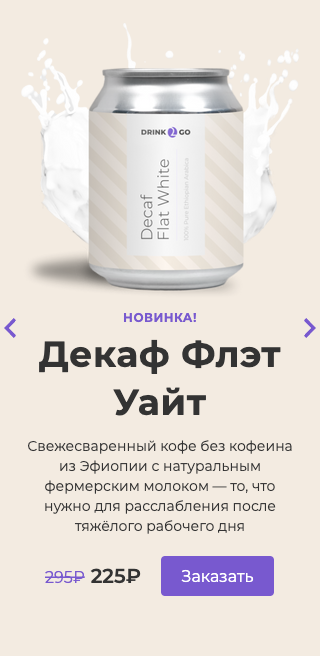 DRINK 2 GO
Decaf
Flat White
100% Pure Ethiopian Arabica
НОВИНКА!
Декаф Флэт
Уайт
Свежесваренный кофе без кофеина
из Эфиопии с натуральным
фермерским молоком — то, что
нужно для расслабления после
тяжёлого рабочего дня
295₽ 225₽ Заказать